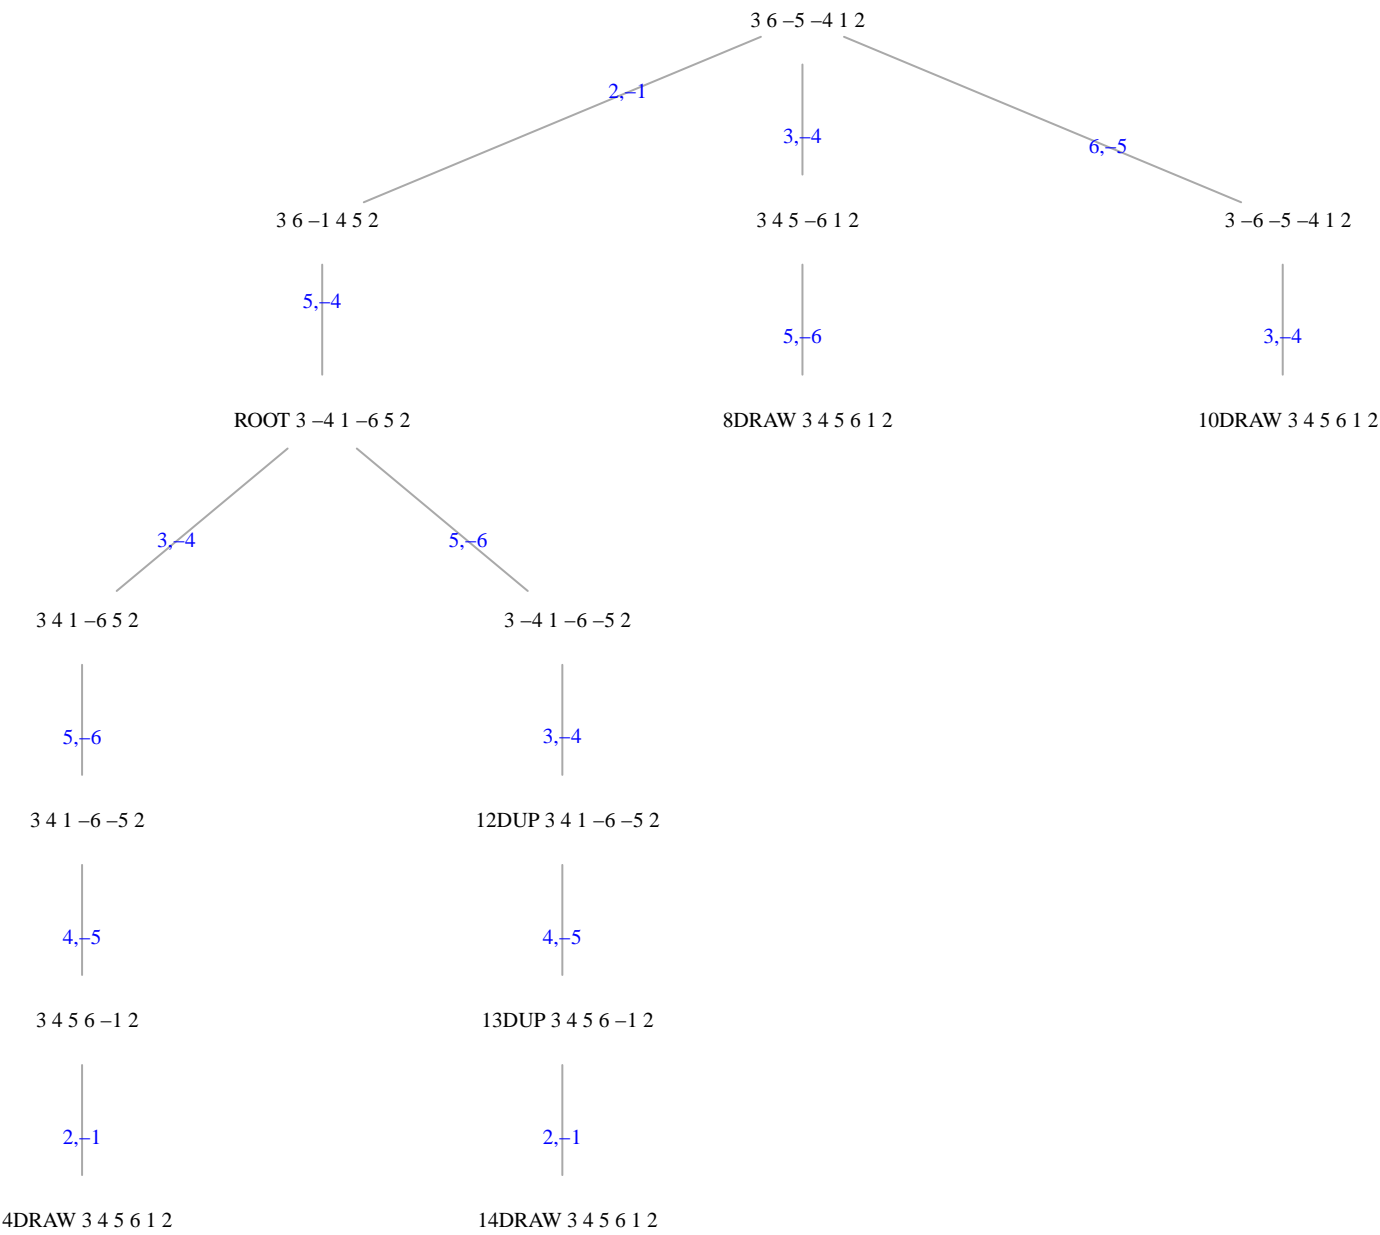 3 6 –5 –4 1 2
2,–1
3,–4
6,–5
3 6 –1 4 5 2
3 4 5 –6 1 2
3 –6 –5 –4 1 2
5,–4
5,–6
3,–4
ROOT 3 –4 1 –6 5 2
8DRAW 3 4 5 6 1 2
10DRAW 3 4 5 6 1 2
3,–4
5,–6
3 4 1 –6 5 2
3 –4 1 –6 –5 2
5,–6
3,–4
3 4 1 –6 –5 2
12DUP 3 4 1 –6 –5 2
4,–5
4,–5
3 4 5 6 –1 2
13DUP 3 4 5 6 –1 2
2,–1
2,–1
4DRAW 3 4 5 6 1 2
14DRAW 3 4 5 6 1 2